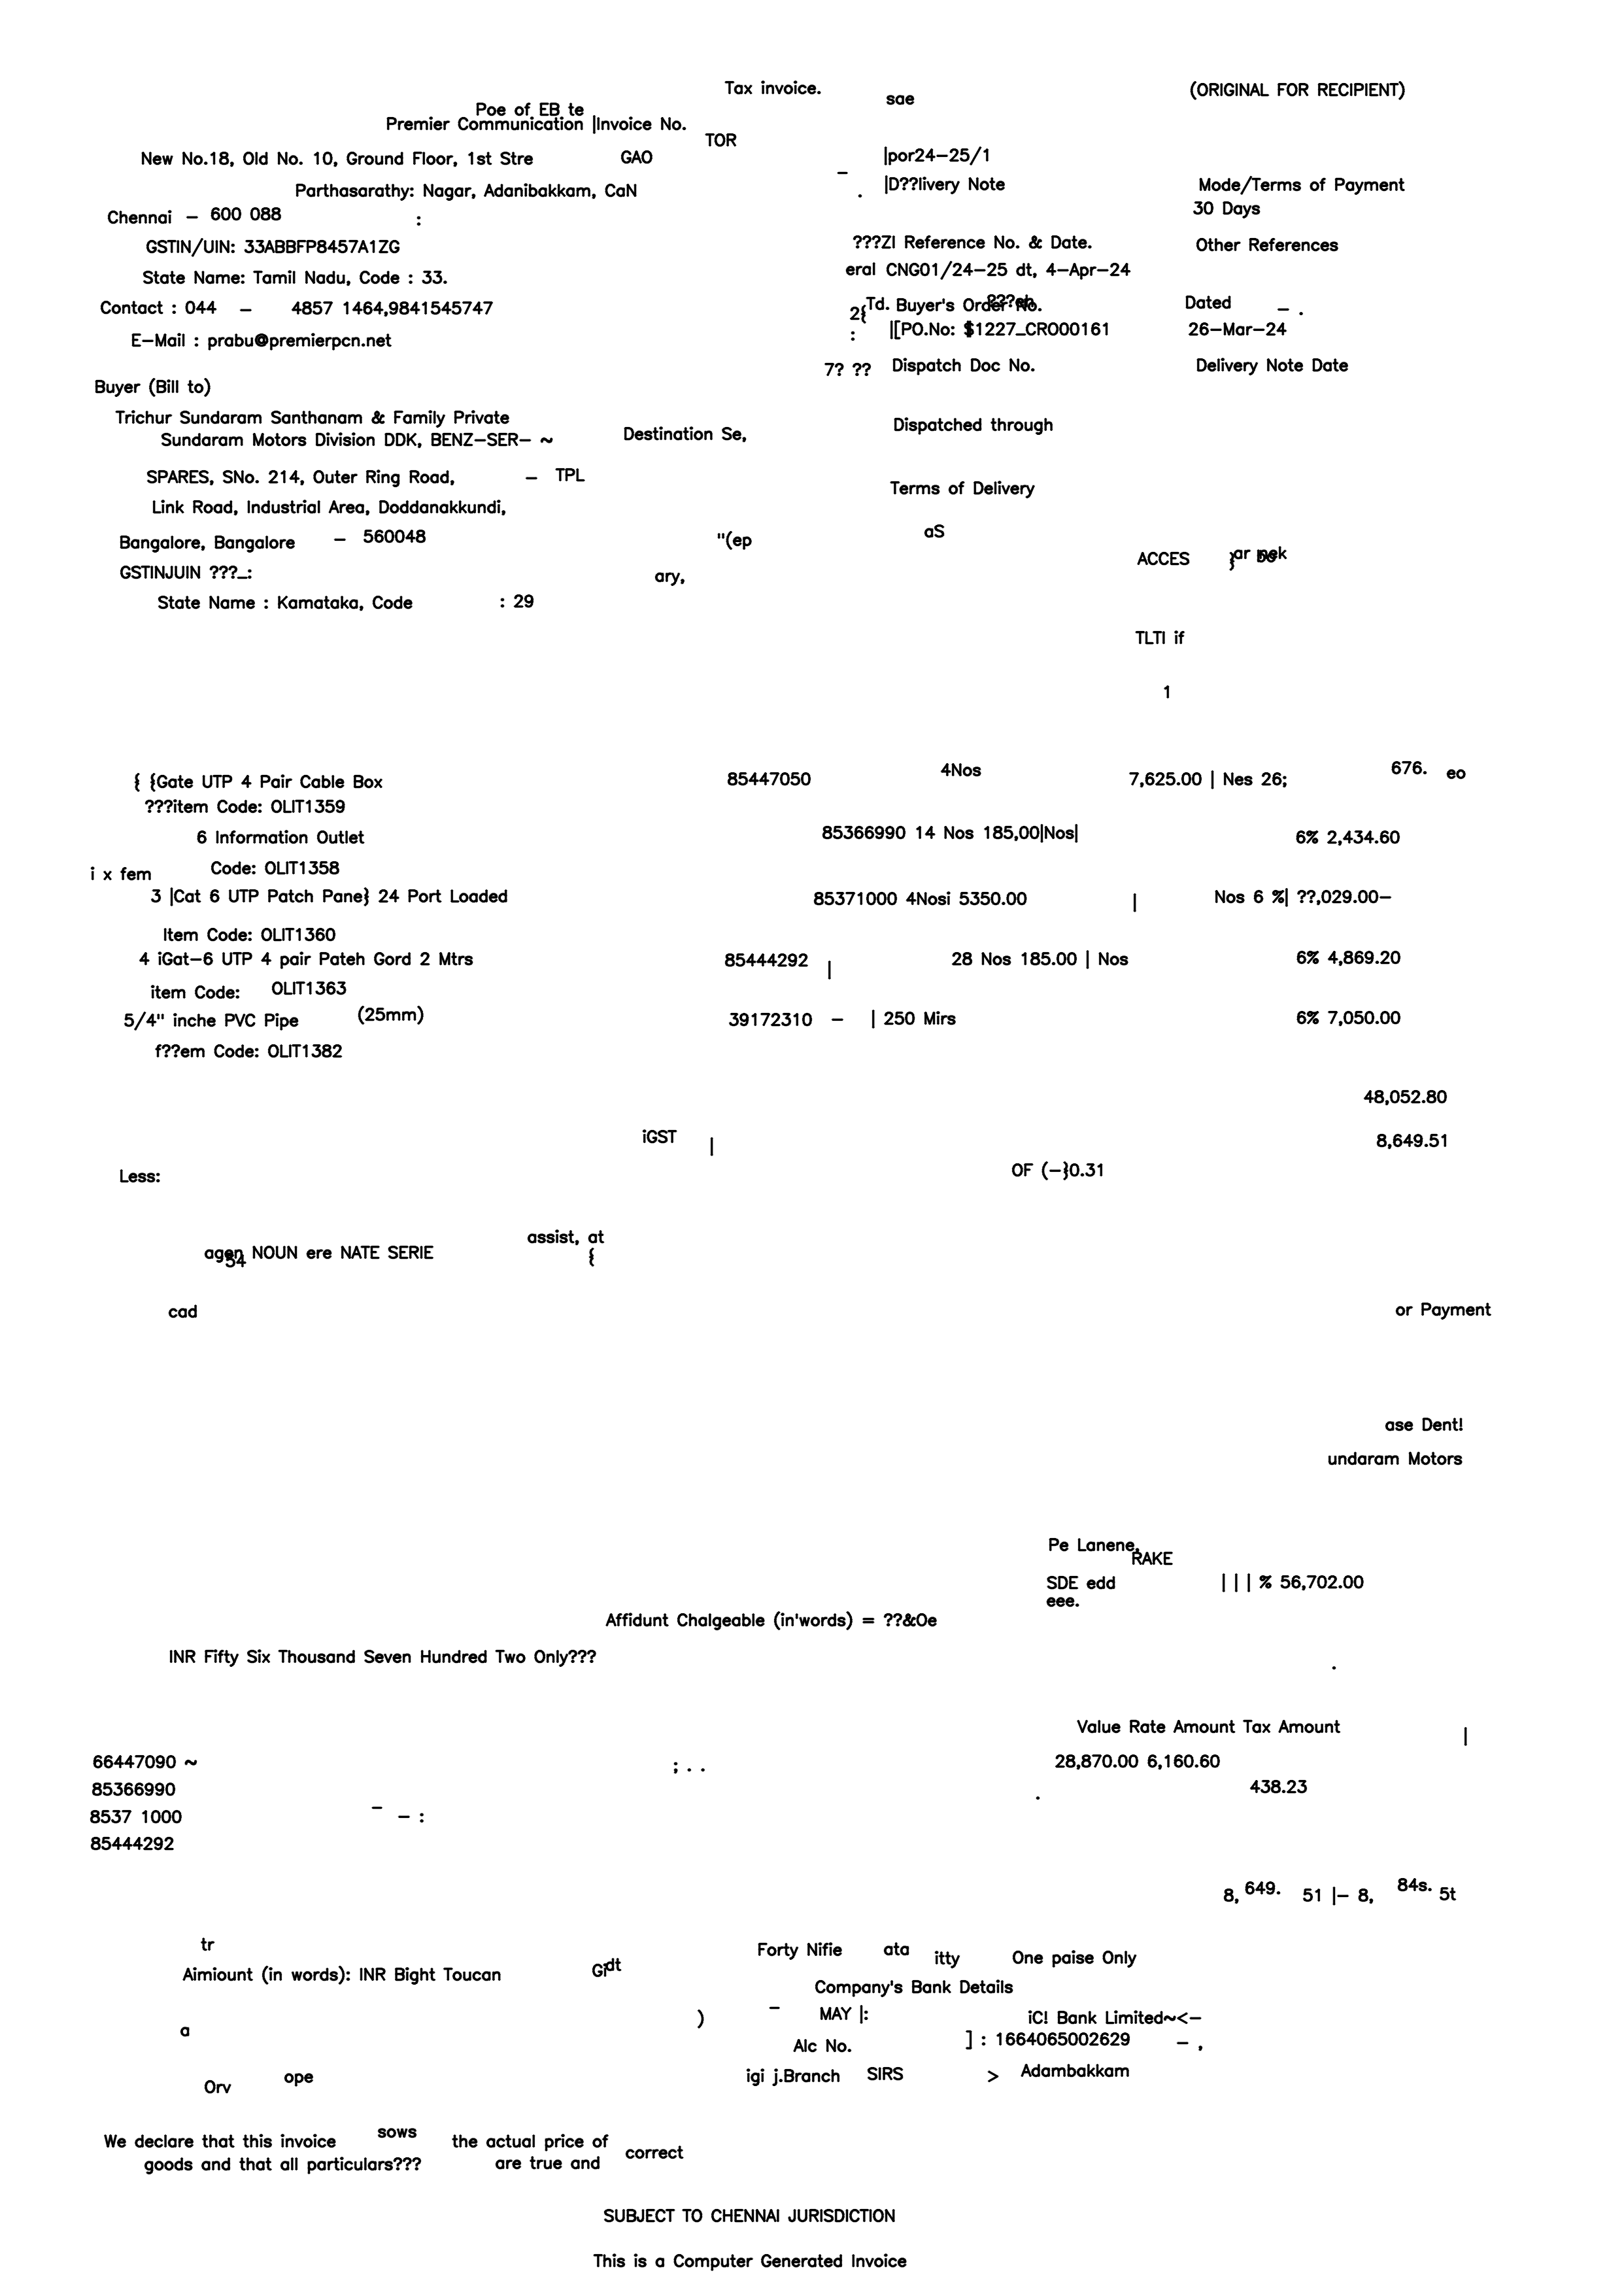 Tax invoice.
sae
(ORIGINAL FOR RECIPIENT)
Poe of EB te
Premier Communication |Invoice No.
TOR
New No.18, Old No. 10, Ground Floor, 1st Stre GAO
|por24-25/1
Parthasarathy: Nagar, Adanibakkam, CaN
– . |D??livery Note
Mode/Terms of Payment
Chennai – 600 088 :
30 Days
GSTIN/UIN: 33ABBFP8457A1ZG
???ZI Reference No. & Date.
Other References
State Name: Tamil Nadu, Code : 33.
eral CNG01/24-25 dt, 4-Apr-24
Contact : 044 – 4857 1464,9841545747
2{ Td. Buyer's Order No.
Dated – .
E-Mail : prabu@premierpcn.net
: |[PO.No: $1227_CRO00161
26-Mar-24
7? ?? Dispatch Doc No.
Delivery Note Date
Buyer (Bill to)
Trichur Sundaram Santhanam & Family Private
Sundaram Motors Division DDK, BENZ-SER- ~
Destination Se,
Dispatched through
SPARES, SNo. 214, Outer Ring Road, – TPL
Terms of Delivery
Link Road, Industrial Area, Doddanakkundi,
Bangalore, Bangalore – 560048
"(ep
aS
ACCES } ar
GSTINJUIN ???_:
ary,
State Name : Kamataka, Code : 29
TLTI if
1
{ {Gate UTP 4 Pair Cable Box 85447050 4Nos 7,625.00 | Nes 26; 676. eo
???item Code: OLIT1359
6 Information Outlet 85366990 14 Nos 185,00|Nos| 6% 2,434.60
i x fem Code: OLIT1358
3 |Cat 6 UTP Patch Pane} 24 Port Loaded 85371000 4Nosi 5350.00 | Nos 6 %| ??,029.00-
Item Code: OLIT1360
4 iGat-6 UTP 4 pair Pateh Gord 2 Mtrs 85444292 | 28 Nos 185.00 | Nos 6% 4,869.20
item Code: OLIT1363
5/4" inche PVC Pipe (25mm) 39172310 – | 250 Mirs 6% 7,050.00
f??em Code: OLIT1382
48,052.80
iGST | 8,649.51
Less: OF (-}0.31
assist, at
agen NOUN ere NATE SERIE {
54
cad
or Payment
ase Dent!
undaram Motors
Pe Lanene,
RAKE
SDE edd | | | % 56,702.00
eee.
Affidunt Chalgeable (in'words) = ??&Oe
INR Fifty Six Thousand Seven Hundred Two Only???
.
Value Rate Amount Tax Amount |
66447090 ~ ; . . 28,870.00 6,160.60
85366990 . 438.23
8537 1000 – – :
85444292
8, 649. 51 |– 8, 84s. 5t
tr
Forty Nifie ata itty One paise Only
Aimiount (in words): INR Bight Toucan Gi dt
Company's Bank Details
) – MAY |: iC! Bank Limited~<-
a
Alc No. ] : 1664065002629 – ,
igi j.Branch SIRS > Adambakkam
Orv ope
We declare that this invoice sows the actual price of
goods and that all particulars??? are true and correct
SUBJECT TO CHENNAI JURISDICTION
This is a Computer Generated Invoice